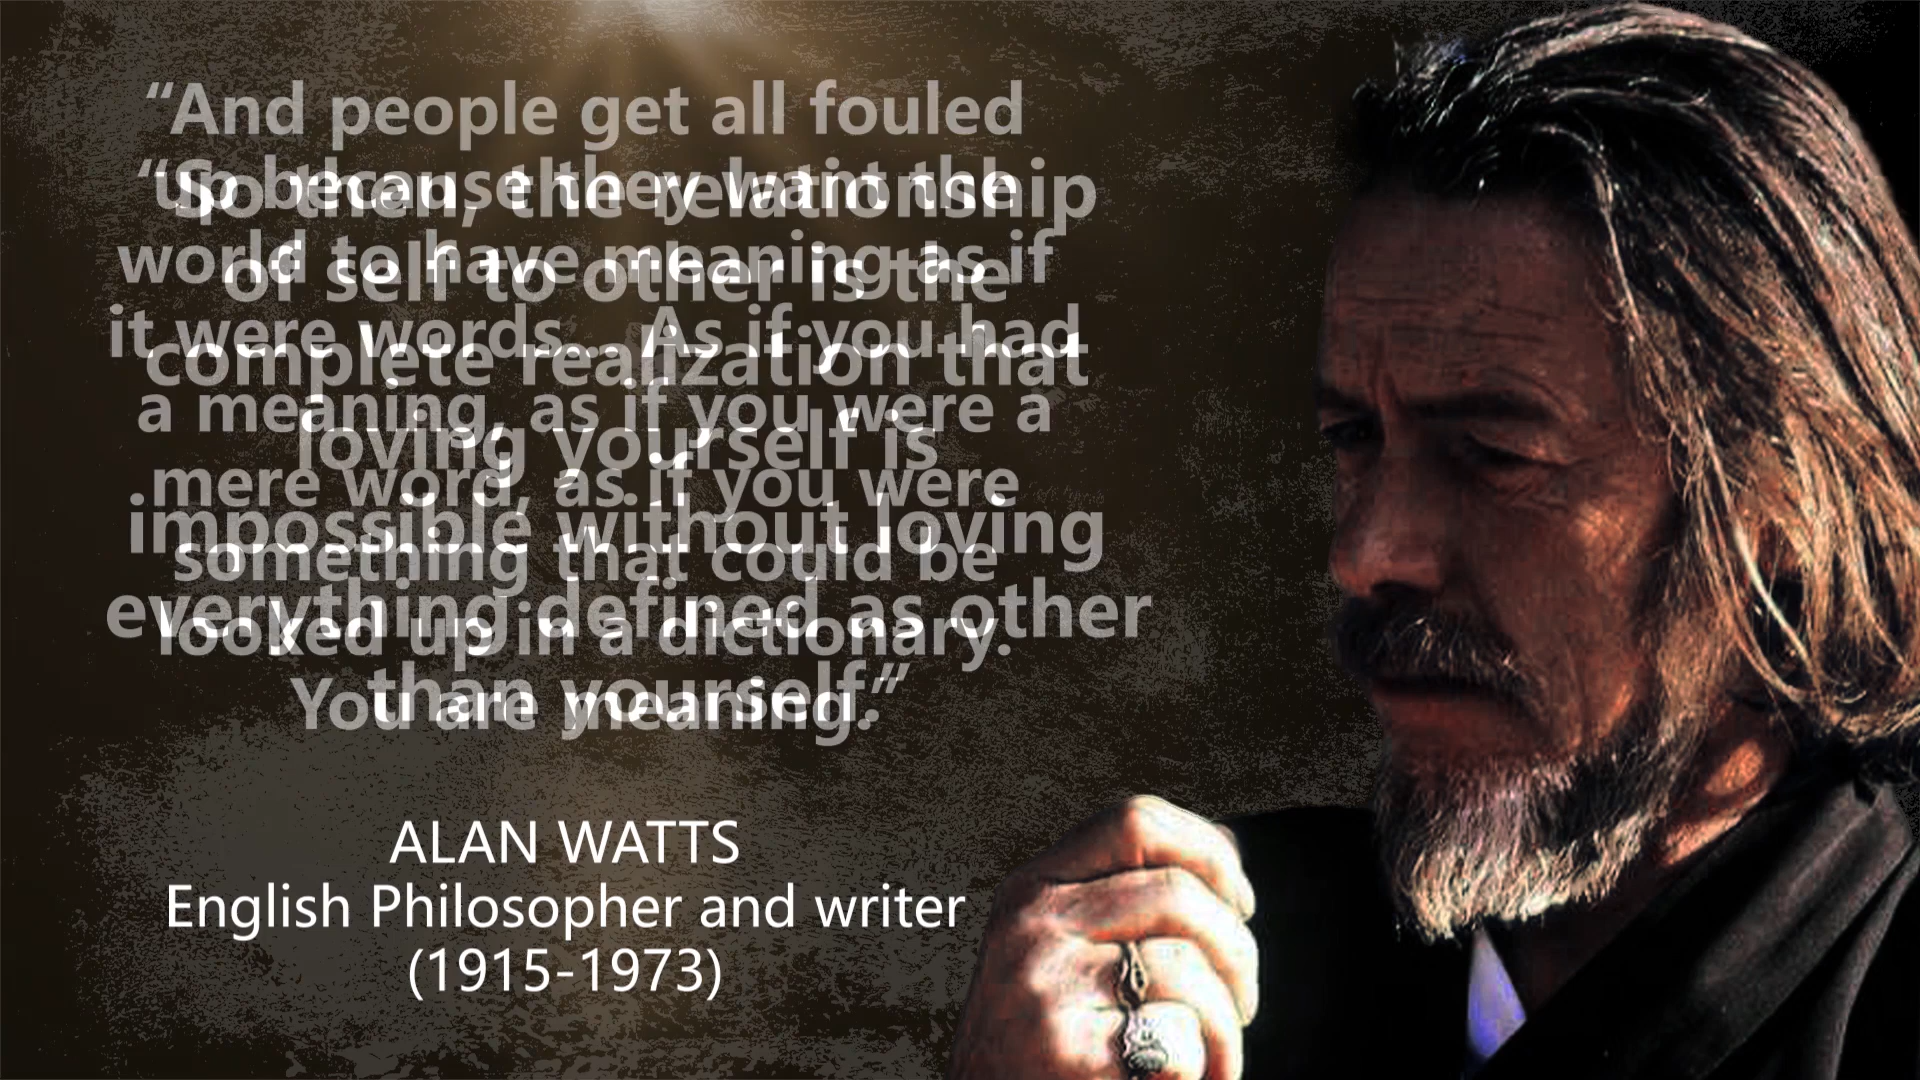 “And people get all fouled
up because they want the
world to have meaning as if
it were words... As if you had
a meaning, as if you were a
mere word, as if you were
something that could be
looked up in a dictionary.
You are meaning.”
“So then, the relationship
of self to other is the
complete realization that
loving yourself is
impossible without loving
everything defined as other
than yourself.”
ALAN WATTS
English Philosopher and writer
(1915-1973)